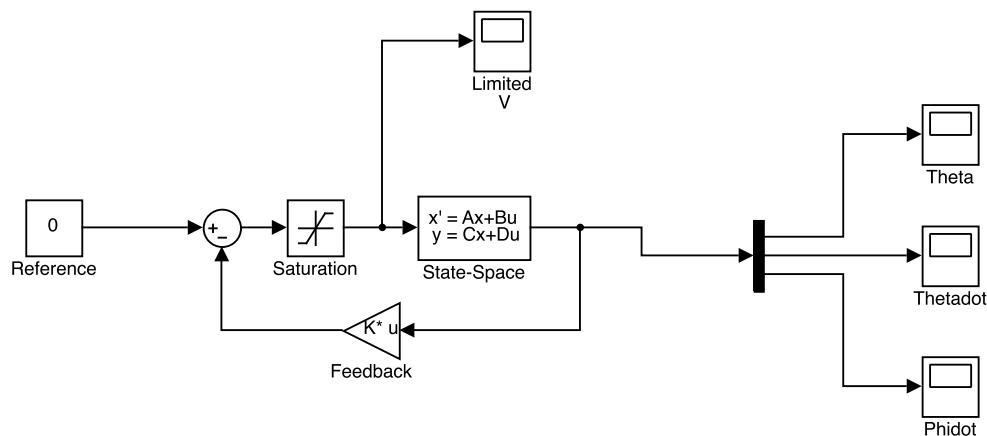 Limited
V
Theta
0
Reference
+
−
Saturation
x' = Ax+Bu
y = Cx+Du
State-Space
Thetadot
K* u
Feedback
Phidot